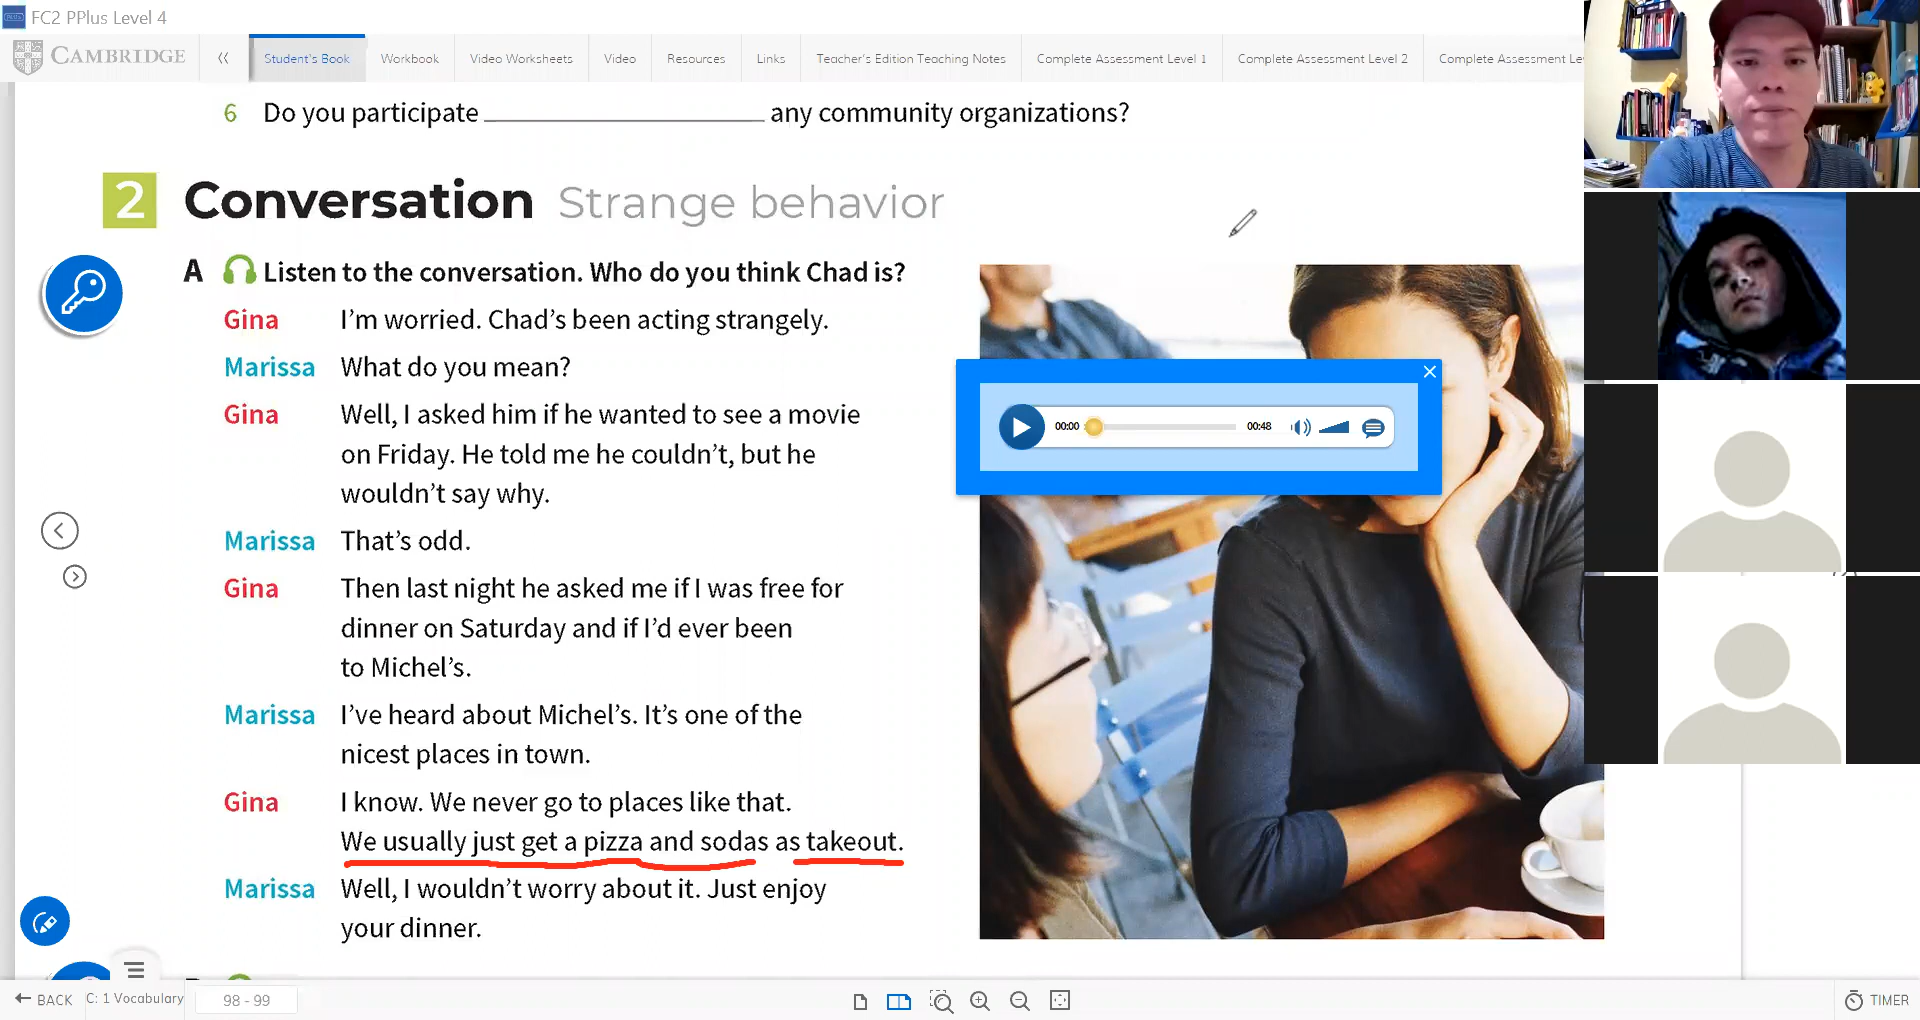 FC2 PPlus Level 4
CAMBRIDGE
Student's Book
Workbook
Video Worksheets
Video
Resources
Links
Teacher's Edition Teaching Notes
Complete Assessment Level 1
Complete Assessment Level 2
Complete Assessment Le
6 Do you participate ____________________ any community organizations?
2 Conversation Strange behavior
A Listen to the conversation. Who do you think Chad is?
Gina I'm worried. Chad's been acting strangely.
Marissa What do you mean?
Gina Well, I asked him if he wanted to see a movie
on Friday. He told me he couldn't, but he
wouldn't say why.
Marissa That's odd.
Gina Then last night he asked me if I was free for
dinner on Saturday and if I'd ever been
to Michel's.
Marissa I've heard about Michel's. It's one of the
nicest places in town.
Gina I know. We never go to places like that.
We usually just get a pizza and sodas as takeout.
Marissa Well, I wouldn't worry about it. Just enjoy
your dinner.
00:00
00:48
BACK
C: 1 Vocabulary
98 - 99
TIMER